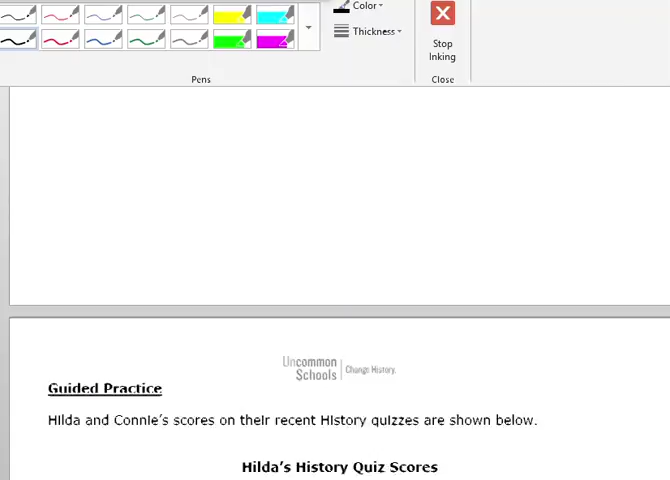 Color
Thickness
Stop
Inking
Pens
Close
Uncommon
Schools
Change History.
Guided Practice
Hilda and Connie's scores on their recent History quizzes are shown below.
Hilda's History Quiz Scores